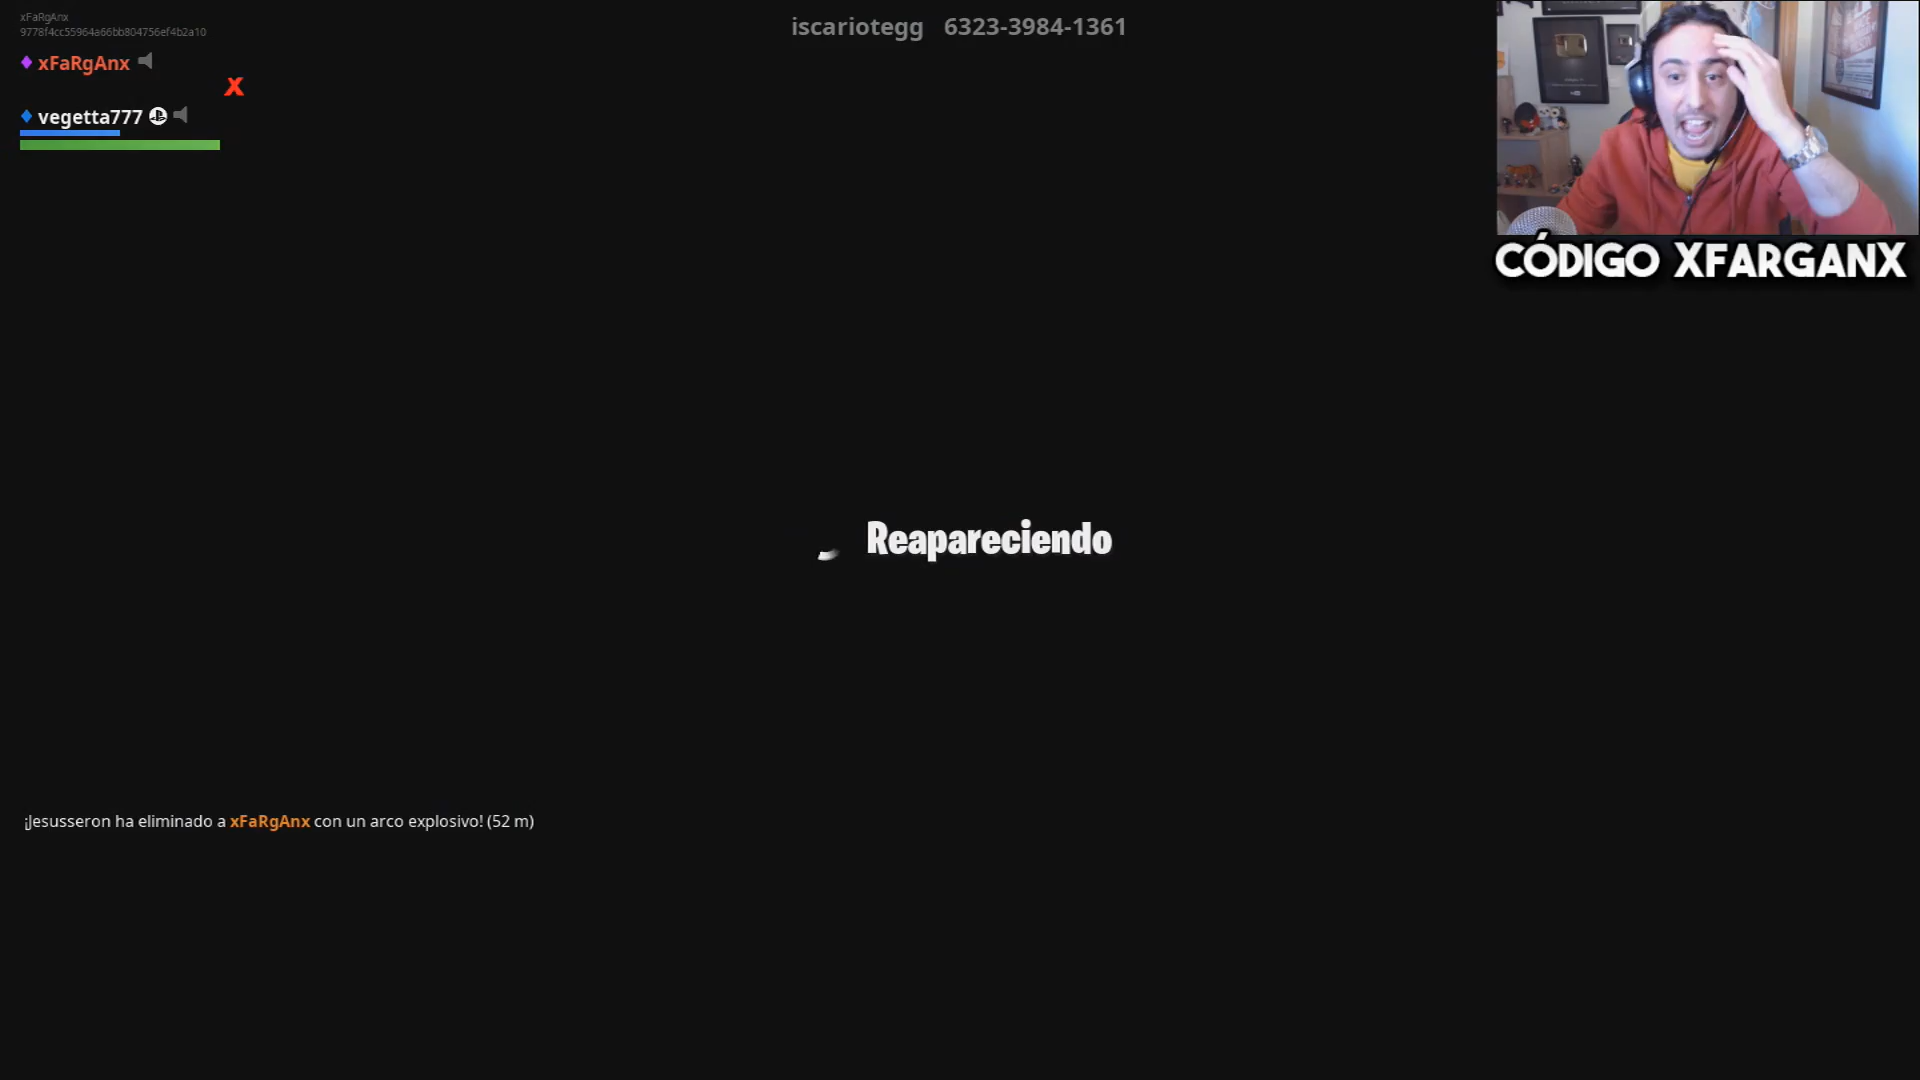 xFaRgAnx
9778f4cc55964a66bb804756ef4b2a10
iscariotegg 6323-3984-1361
xFaRgAnx
X
vegetta777
CÓDIGO XFARGANX
Reapareciendo
¡Jesusseron ha eliminado a xFaRgAnx con un arco explosivo! (52 m)